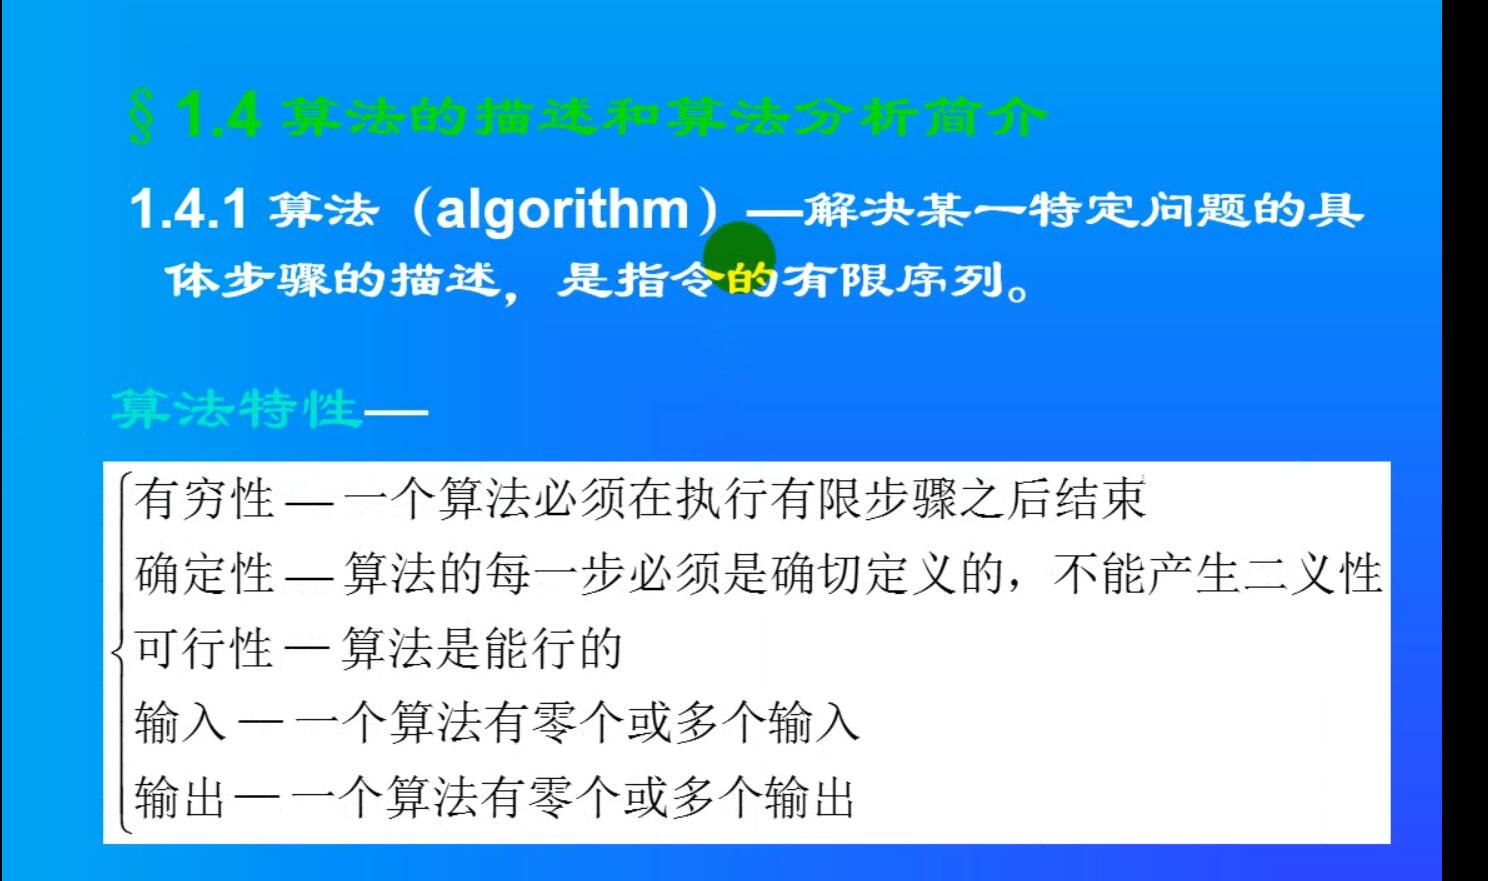 § 1.4 算法的描述和算法分析简介
1.4.1 算法（algorithm）—解决某一特定问题的具
体步骤的描述，是指令的有限序列。
算法特性—
有穷性 — 一个算法必须在执行有限步骤之后结束
确定性 — 算法的每一步必须是确切定义的，不能产生二义性
可行性 — 算法是能行的
输入 — 一个算法有零个或多个输入
输出 — 一个算法有零个或多个输出